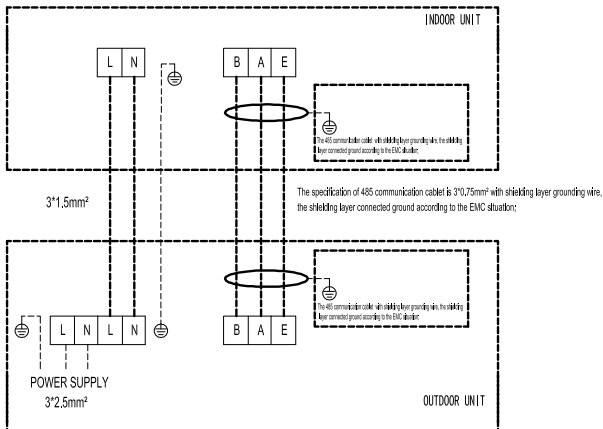 INDOOR UNIT
L N
B A E
The 485 communication cablet with shielding layer grounding wire, the shielding
layer connected ground according to the EMC situation;
3*1.5mm²
The specification of 485 communication cablet is 3*0.75mm² with shielding layer grounding wire,
the shielding layer connected ground according to the EMC situation;
The 485 communication cablet with shielding layer grounding wire, the shielding
layer connected ground according to the EMC situation;
L N L N
B A E
POWER SUPPLY
3*2.5mm²
OUTDOOR UNIT